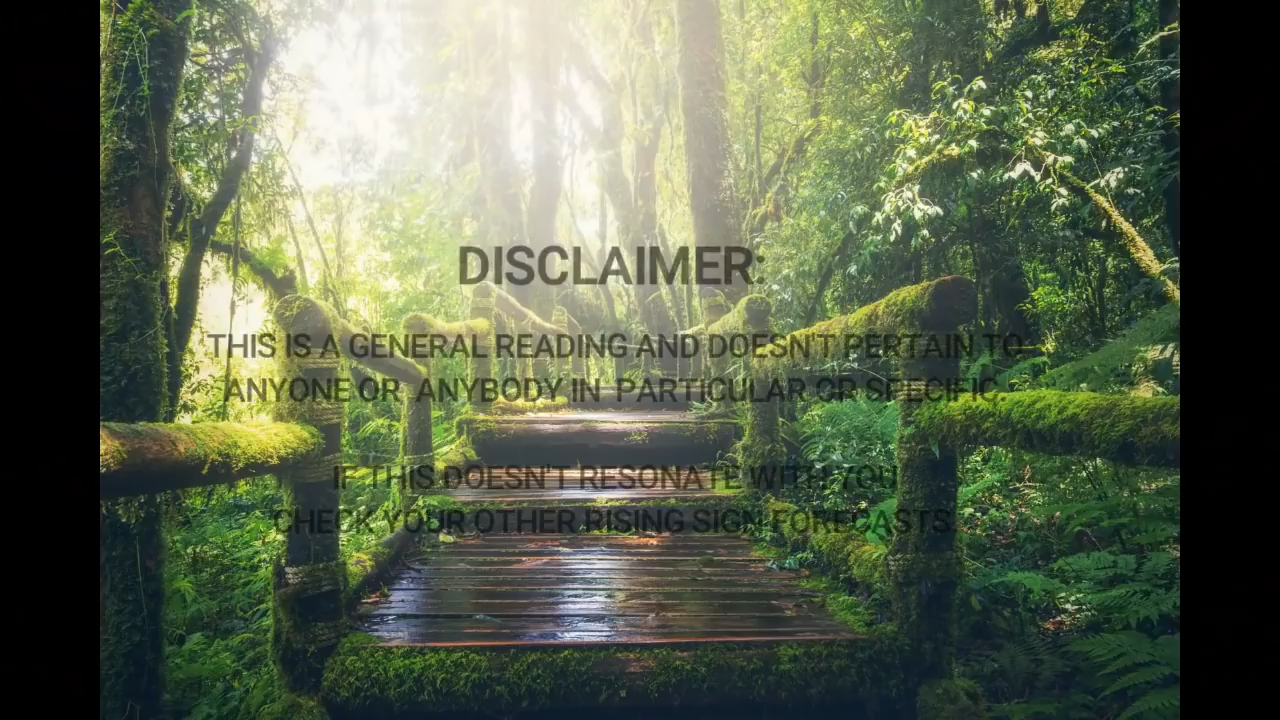 DISCLAIMER:
THIS IS A GENERAL READING AND DOESN'T PERTAIN TO
ANYONE OR ANYBODY IN PARTICULAR OR SPECIFIC.
IF THIS DOESN'T RESONATE WITH YOU
CHECK YOUR OTHER RISING SIGN FORECASTS.